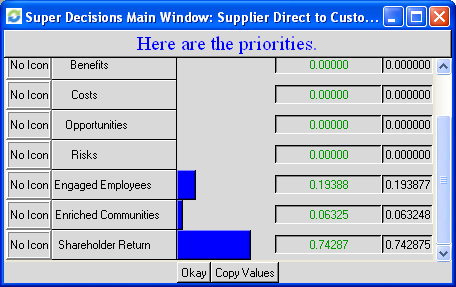 Super Decisions Main Window: Supplier Direct to Custo...
Here are the priorities.
No Icon Benefits 0.00000 0.000000
No Icon Costs 0.00000 0.000000
No Icon Opportunities 0.00000 0.000000
No Icon Risks 0.00000 0.000000
No Icon Engaged Employees 0.19388 0.193877
No Icon Enriched Communities 0.06325 0.063248
No Icon Shareholder Return 0.74287 0.742875
Okay Copy Values